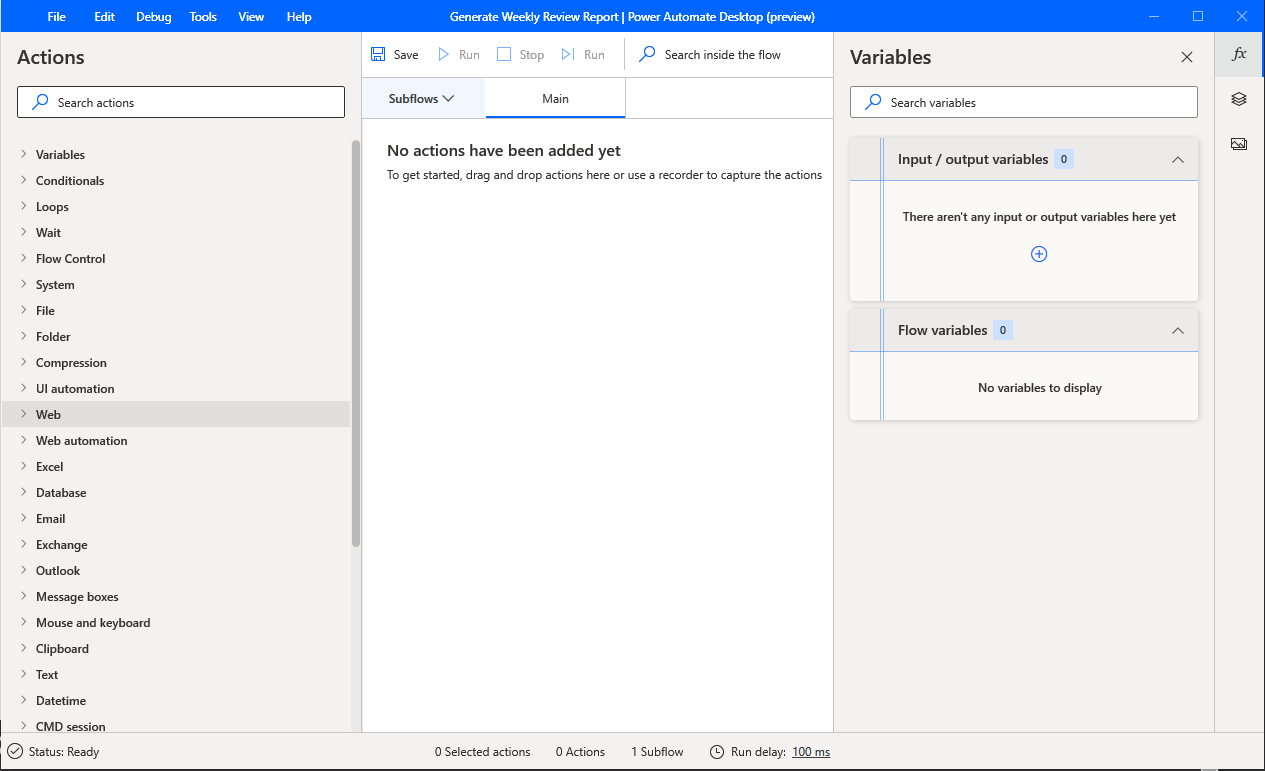 File Edit Debug Tools View Help Generate Weekly Review Report | Power Automate Desktop (preview)
Actions
Search actions
Variables
Conditionals
Loops
Wait
Flow Control
System
File
Folder
Compression
UI automation
Web
Web automation
Excel
Database
Email
Exchange
Outlook
Message boxes
Mouse and keyboard
Clipboard
Text
Datetime
CMD session
Save Run Stop Run Search inside the flow
Subflows Main
No actions have been added yet
To get started, drag and drop actions here or use a recorder to capture the actions
Variables
Search variables
Input / output variables 0
There aren't any input or output variables here yet
Flow variables 0
No variables to display
fx
Status: Ready 0 Selected actions 0 Actions 1 Subflow Run delay: 100 ms